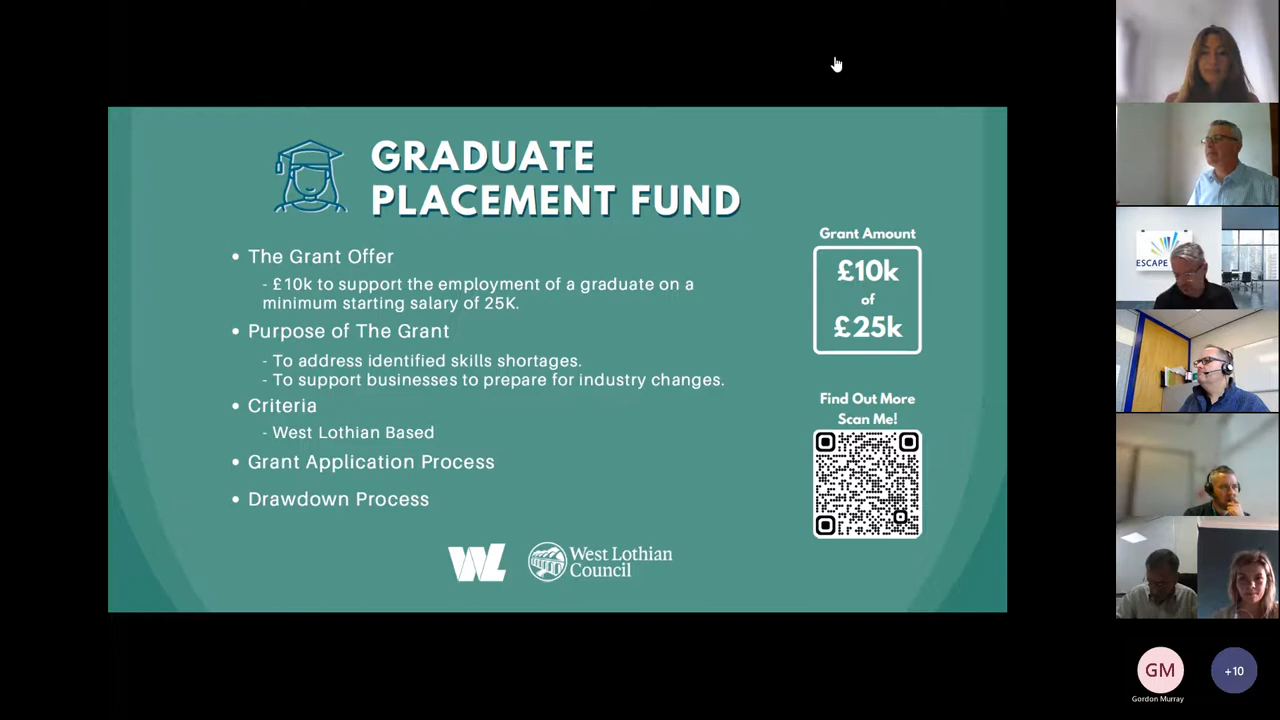 GRADUATE
PLACEMENT FUND
• The Grant Offer
- £10k to support the employment of a graduate on a
minimum starting salary of 25K.
• Purpose of The Grant
- To address identified skills shortages.
- To support businesses to prepare for industry changes.
• Criteria
- West Lothian Based
• Grant Application Process
• Drawdown Process
Grant Amount
£10k
of
£25k
Find Out More
Scan Me!
WL
West Lothian
Council
ESCAPE
GM
Gordon Murray
+10